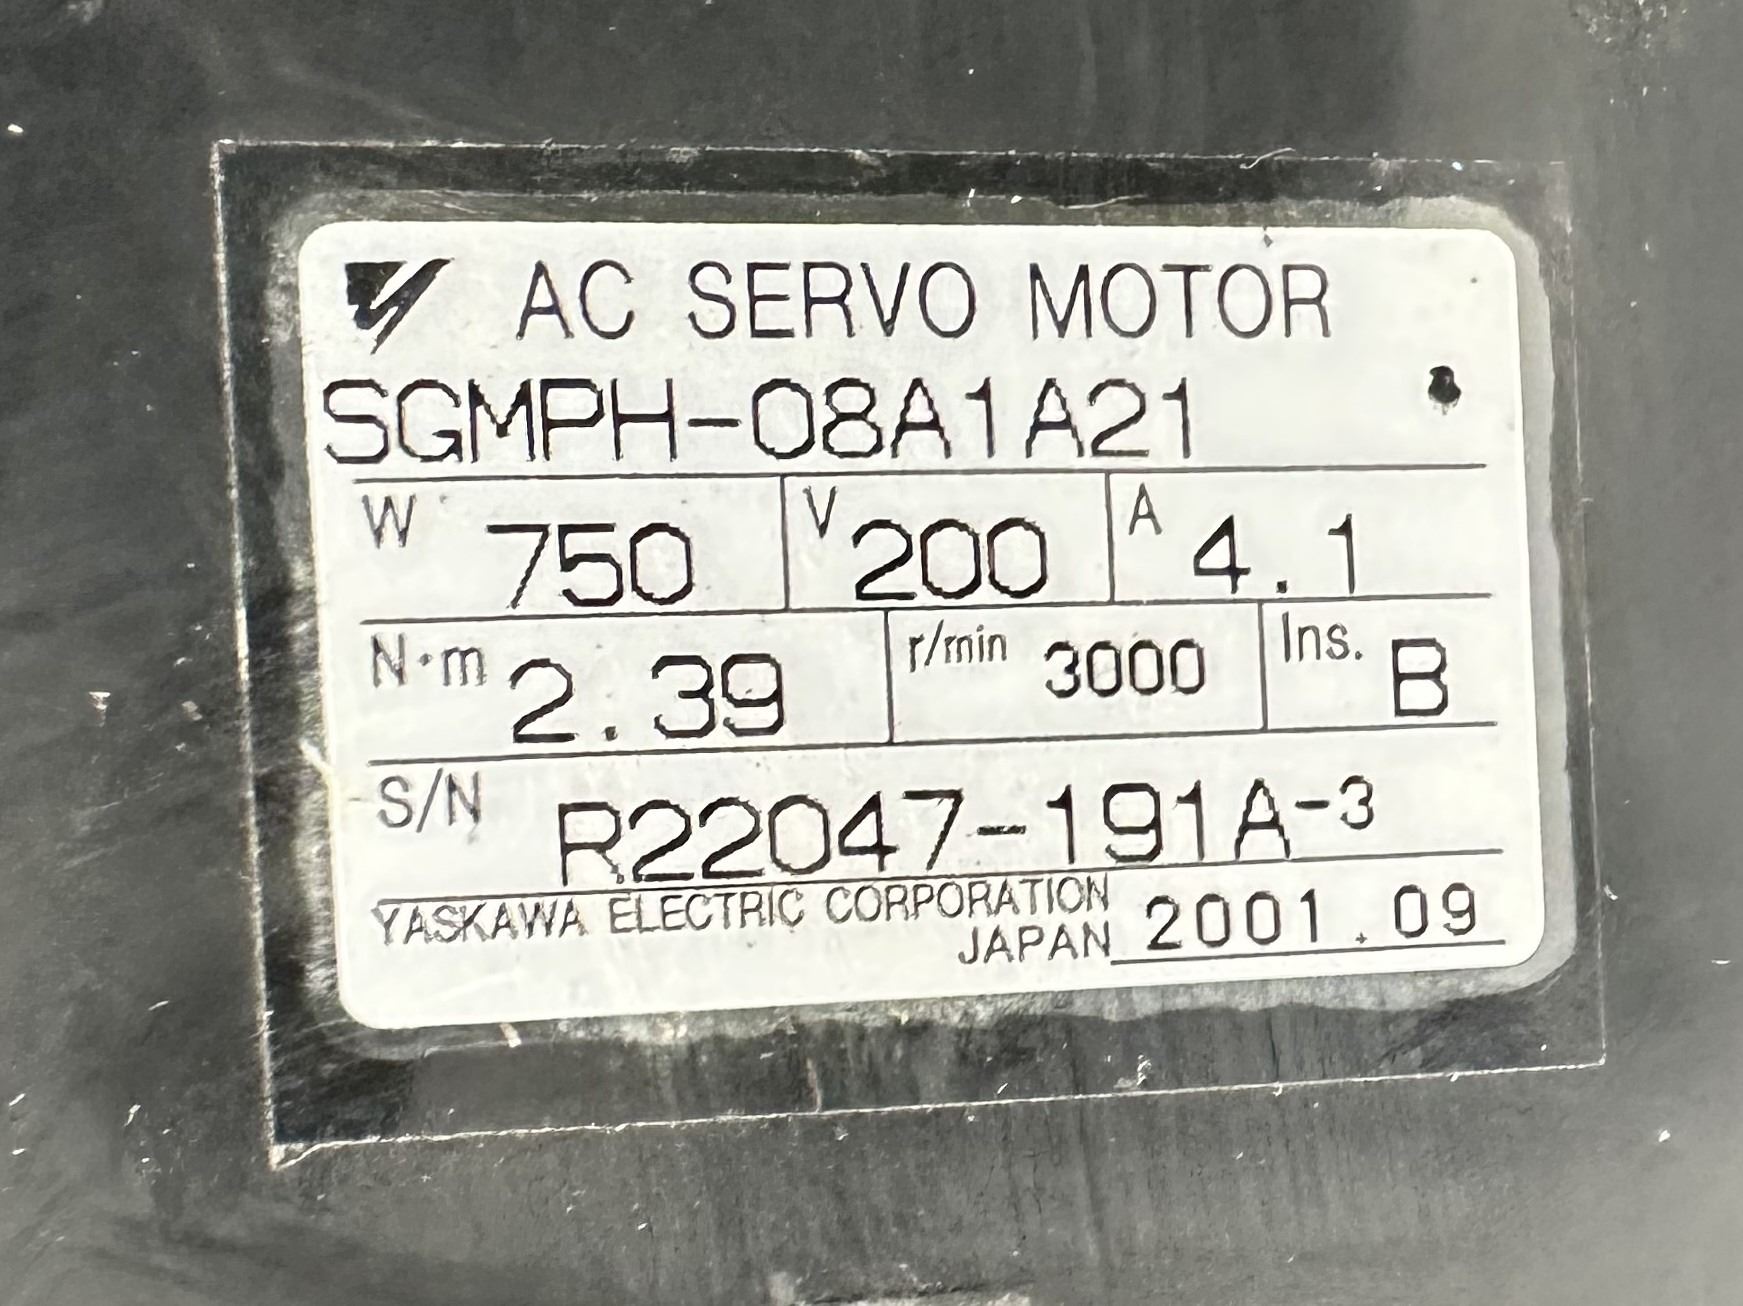 AC SERVO MOTOR
SGMPH-08A1A21
W 750 V 200 A 4.1
N·m 2.39 r/min 3000 Ins. B
S/N R22047-191A-3
YASKAWA ELECTRIC CORPORATION
JAPAN 2001.09